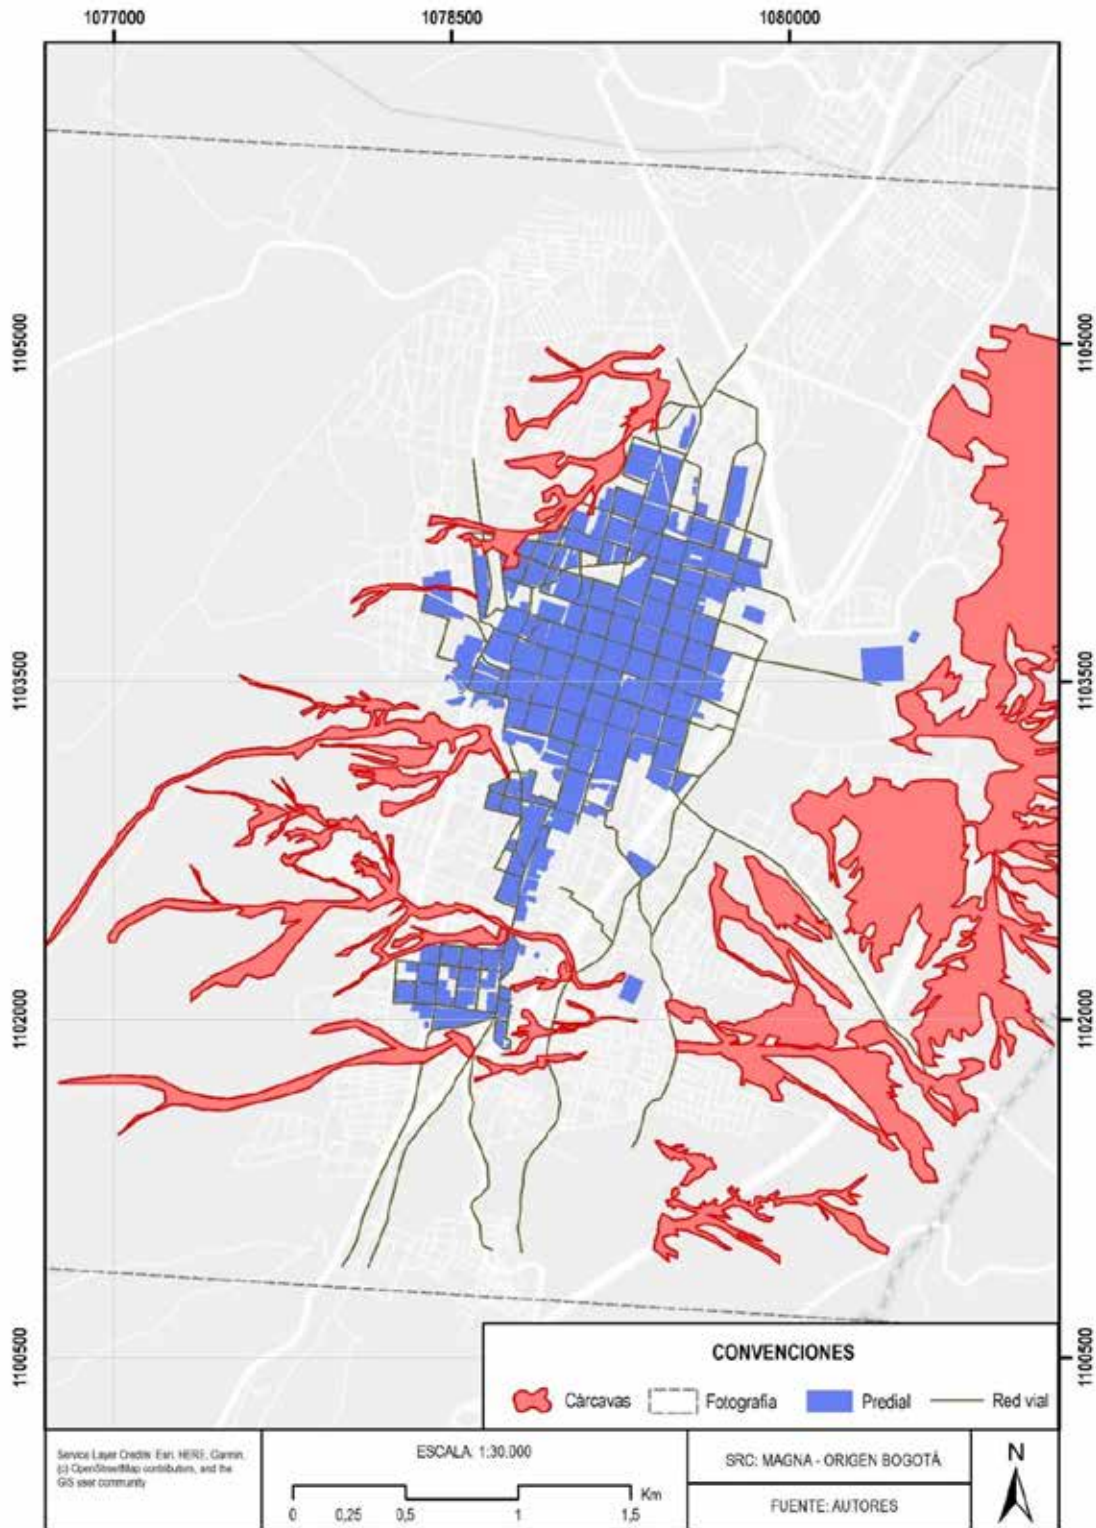 1077000 1078500 1080000
1105000 1105000
1103500 1103500
1102000 1102000
1100500 1100500
CONVENCIONES
Cárcavas Fotografía Predial Red vial
Service Layer Credits: Esri, HERE, Garmin,
(c) OpenStreetMap contributors, and the
GIS user community
ESCALA: 1:30.000
Km
0 0,25 0,5 1 1,5
SRC: MAGNA - ORIGEN BOGOTÁ
FUENTE: AUTORES
N